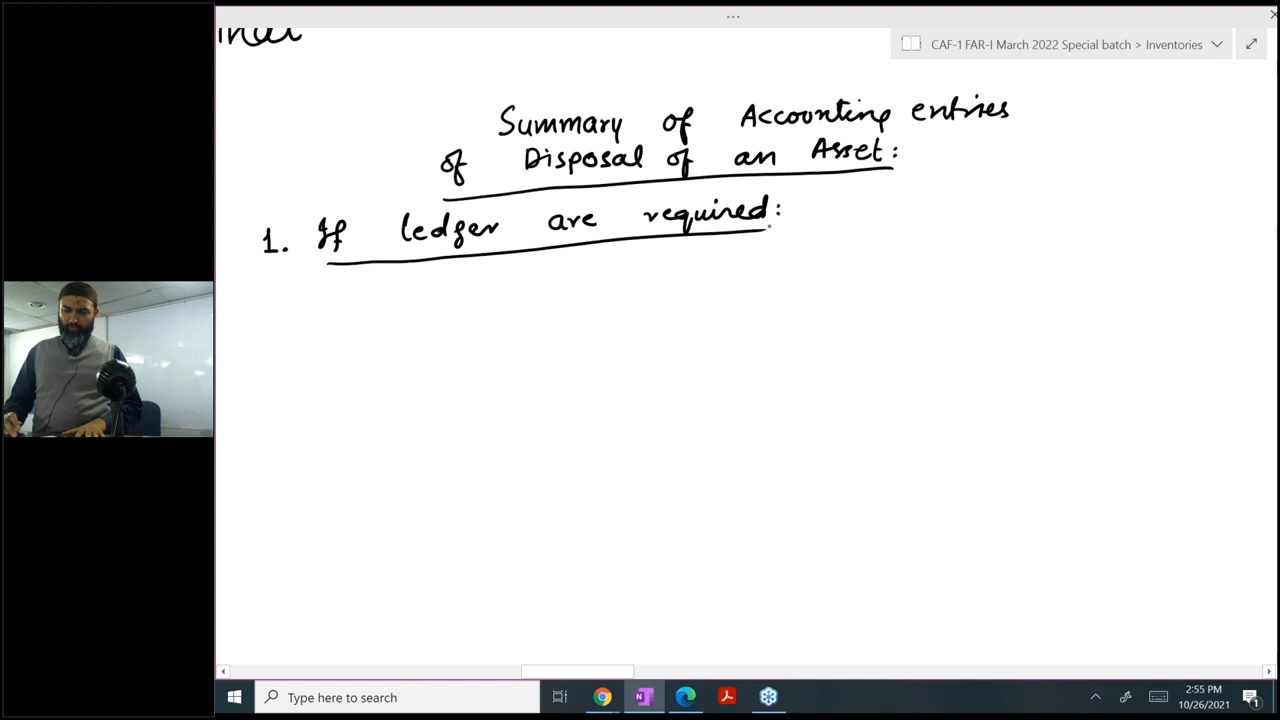 CAF-1 FAR-I March 2022 Special batch > Inventories
Summary of Accounting entries
of Disposal of an Asset:
1. If ledger are required:
Type here to search
2:55 PM
10/26/2021
1